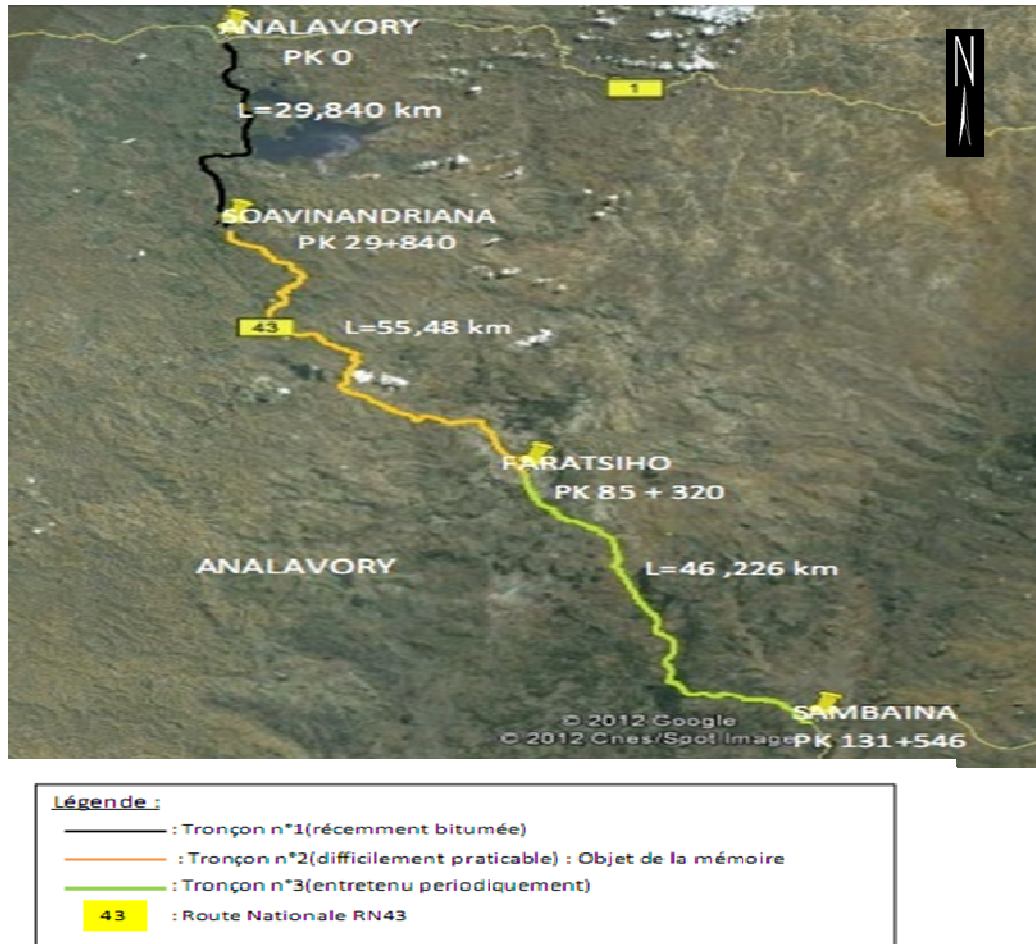 ANALAVORY
PK 0
1
N
L=29,840 km
SOAVINANDRIANA
PK 29+840
43
L=55,48 km
FARATSIHO
PK 85 + 320
ANALAVORY
L=46 ,226 km
SAMBAINA
© 2012 Google
© 2012 Cnes/Spot Image
PK 131+546
Légende :
: Tronçon n°1(récemment bitumée)
: Tronçon n°2(difficilement praticable) : Objet de la mémoire
: Tronçon n°3(entretenu periodiquement)
43 : Route Nationale RN43